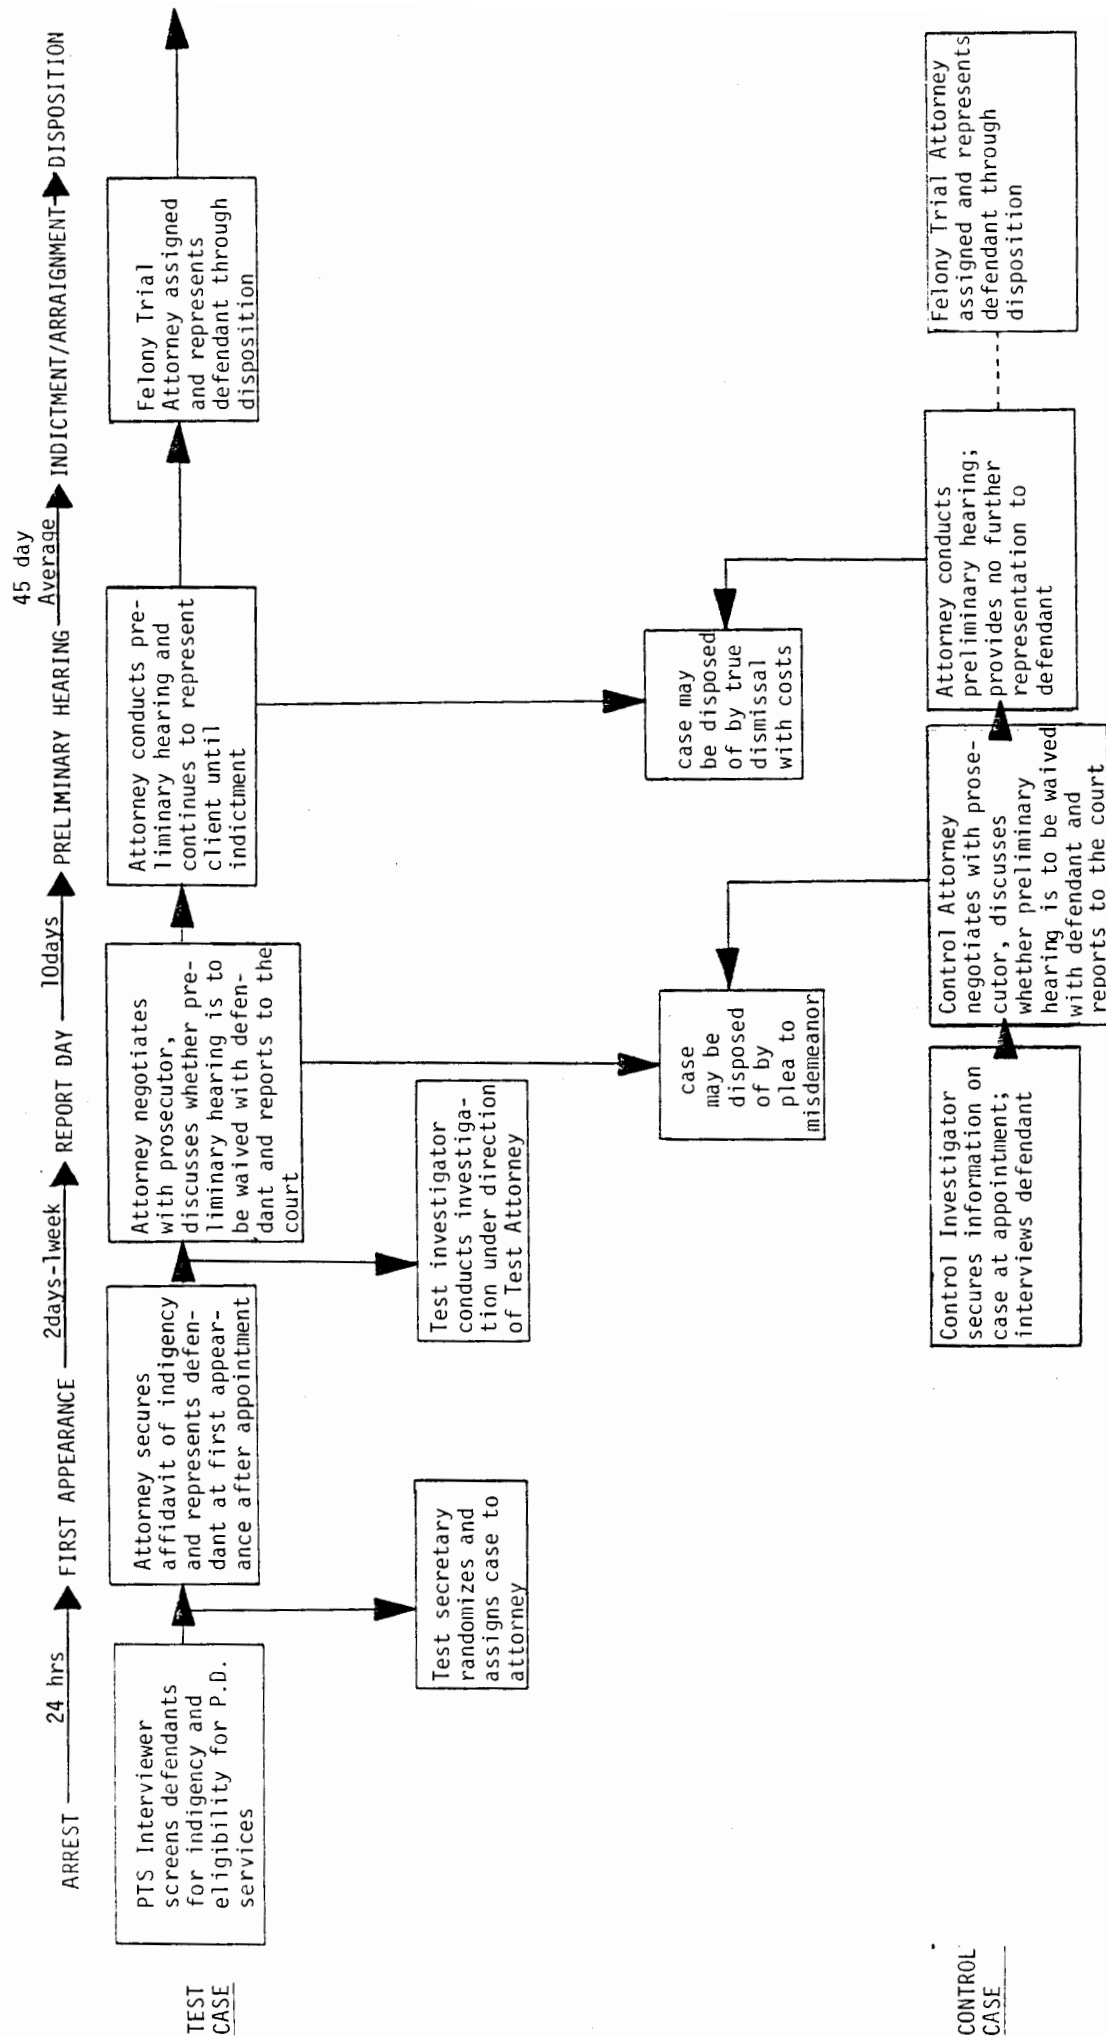 45 day
ARREST 24 hrs FIRST APPEARANCE 2days-1week REPORT DAY 10days PRELIMINARY HEARING Average INDICTMENT/ARRAIGNMENT DISPOSITION
TEST
CASE
PTS Interviewer
screens defendants
for indigency and
eligibility for P.D.
services
Attorney secures
affidavit of indigency
and represents defen-
dant at first appear-
ance after appointment
Attorney negotiates
with prosecutor,
discusses whether pre-
liminary hearing is to
be waived with defen-
dant and reports to the
court
Attorney conducts pre-
liminary hearing and
continues to represent
client until
indictment
Felony Trial
Attorney assigned
and represents
defendant through
disposition
Test secretary
randomizes and
assigns case to
attorney
Test investigator
conducts investiga-
tion under direction
of Test Attorney
case
may be
disposed
of by
plea to
misdemeanor
case may
be disposed
of by true
dismissal
with costs
CONTROL
CASE
Control Investigator
secures information on
case at appointment;
interviews defendant
Control Attorney
negotiates with prose-
cutor, discusses
whether preliminary
hearing is to be waived
with defendant and
reports to the court
Attorney conducts
preliminary hearing;
provides no further
representation to
defendant
Felony Trial Attorney
assigned and represents
defendant through
disposition